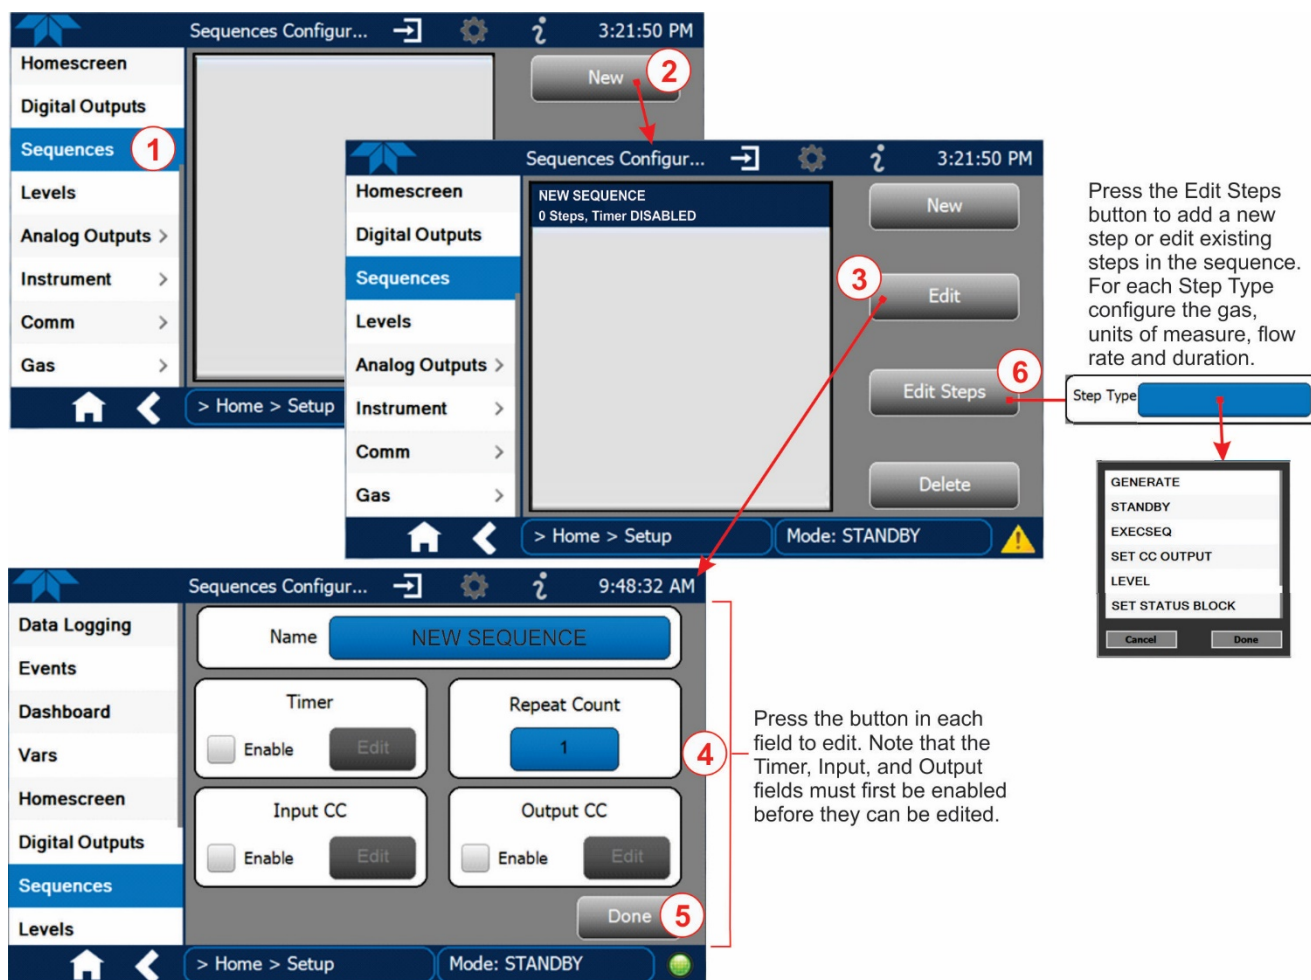 Sequences Configur...
3:21:50 PM
Homescreen
Digital Outputs
Sequences
Levels
Analog Outputs >
Instrument >
Comm >
Gas >
> Home > Setup
New
1
2
Sequences Configur...
3:21:50 PM
Homescreen
Digital Outputs
Sequences
Levels
Analog Outputs >
Instrument >
Comm >
Gas >
NEW SEQUENCE
0 Steps, Timer DISABLED
New
3
Edit
6
Edit Steps
Delete
> Home > Setup
Mode: STANDBY
Press the Edit Steps
button to add a new
step or edit existing
steps in the sequence.
For each Step Type
configure the gas,
units of measure, flow
rate and duration.
Step Type
GENERATE
STANDBY
EXECSEQ
SET CC OUTPUT
LEVEL
SET STATUS BLOCK
Cancel
Done
Sequences Configur...
9:48:32 AM
Data Logging
Events
Dashboard
Vars
Homescreen
Digital Outputs
Sequences
Levels
Name
NEW SEQUENCE
Timer
Enable
Edit
Repeat Count
1
Input CC
Enable
Edit
Output CC
Enable
Edit
Done
5
> Home > Setup
Mode: STANDBY
4
Press the button in each
field to edit. Note that the
Timer, Input, and Output
fields must first be enabled
before they can be edited.